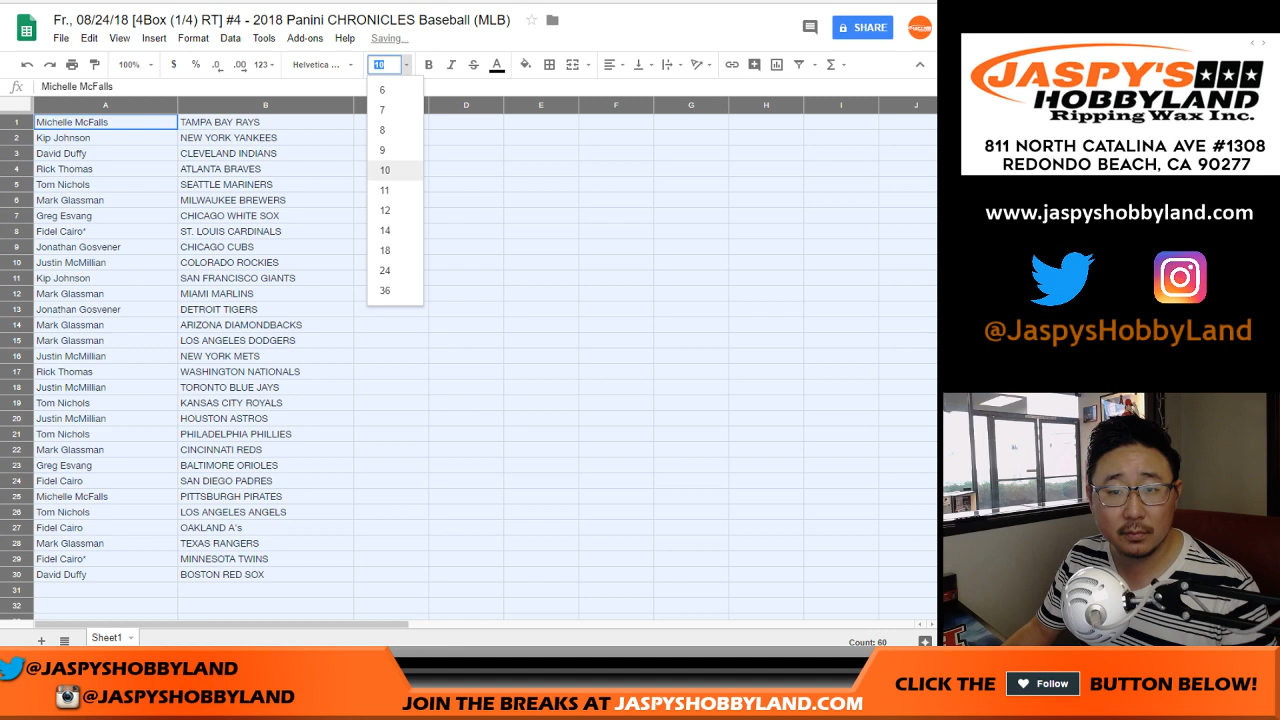 Fr., 08/24/18 [4Box (1/4) RT] #4 - 2018 Panini CHRONICLES Baseball (MLB)
File Edit View Insert Format Data Tools Add-ons Help Saving...
SHARE
100% $ % .0 .00 123 Helvetica ... 10 B I S A
fx Michelle McFalls
A B D E F G H I J
1 Michelle McFalls TAMPA BAY RAYS
2 Kip Johnson NEW YORK YANKEES
3 David Duffy CLEVELAND INDIANS
4 Rick Thomas ATLANTA BRAVES
5 Tom Nichols SEATTLE MARINERS
6 Mark Glassman MILWAUKEE BREWERS
7 Greg Esvang CHICAGO WHITE SOX
8 Fidel Cairo* ST. LOUIS CARDINALS
9 Jonathan Gosvener CHICAGO CUBS
10 Justin McMillian COLORADO ROCKIES
11 Kip Johnson SAN FRANCISCO GIANTS
12 Mark Glassman MIAMI MARLINS
13 Jonathan Gosvener DETROIT TIGERS
14 Mark Glassman ARIZONA DIAMONDBACKS
15 Mark Glassman LOS ANGELES DODGERS
16 Justin McMillian NEW YORK METS
17 Rick Thomas WASHINGTON NATIONALS
18 Justin McMillian TORONTO BLUE JAYS
19 Tom Nichols KANSAS CITY ROYALS
20 Justin McMillian HOUSTON ASTROS
21 Tom Nichols PHILADELPHIA PHILLIES
22 Mark Glassman CINCINNATI REDS
23 Greg Esvang BALTIMORE ORIOLES
24 Fidel Cairo SAN DIEGO PADRES
25 Michelle McFalls PITTSBURGH PIRATES
26 Tom Nichols LOS ANGELES ANGELS
27 Fidel Cairo OAKLAND A's
28 Mark Glassman TEXAS RANGERS
29 Fidel Cairo* MINNESOTA TWINS
30 David Duffy BOSTON RED SOX
31
32
6
7
8
9
10
11
12
14
18
24
36
Sheet1
Count: 60
JASPY'S
HOBBYLAND
Ripping Wax Inc.
811 NORTH CATALINA AVE #1308
REDONDO BEACH, CA 90277
www.jaspyshobbyland.com
@JaspysHobbyLand
@JASPYSHOBBYLAND
@JASPYSHOBBYLAND
JOIN THE BREAKS AT JASPYSHOBBYLAND.COM
CLICK THE Follow BUTTON BELOW!